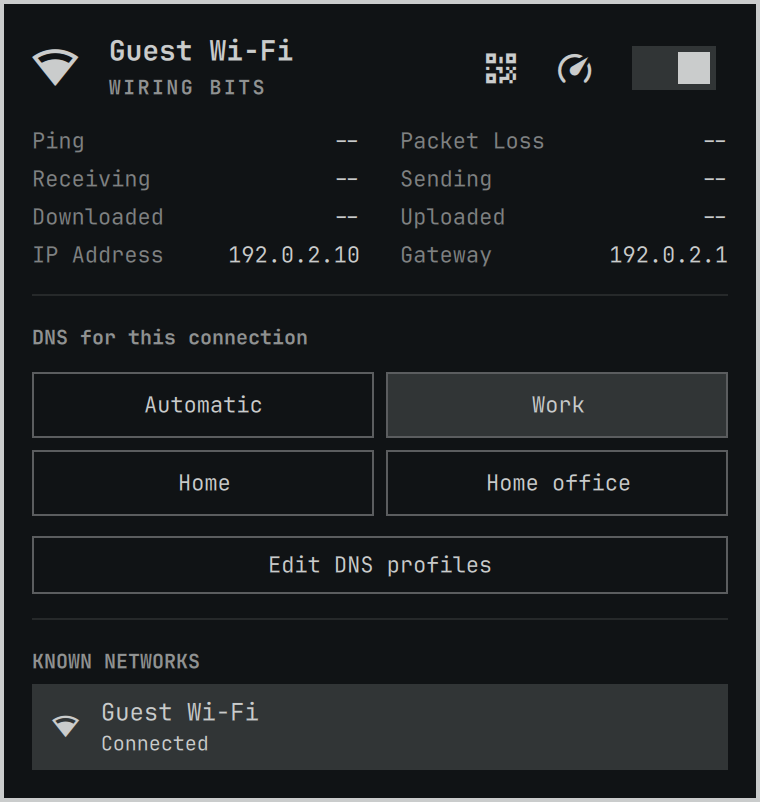 Guest Wi-Fi
WIRING BITS
Ping -- Packet Loss --
Receiving -- Sending --
Downloaded -- Uploaded --
IP Address 192.0.2.10 Gateway 192.0.2.1
DNS for this connection
Automatic Work
Home Home office
Edit DNS profiles
KNOWN NETWORKS
Guest Wi-Fi
Connected